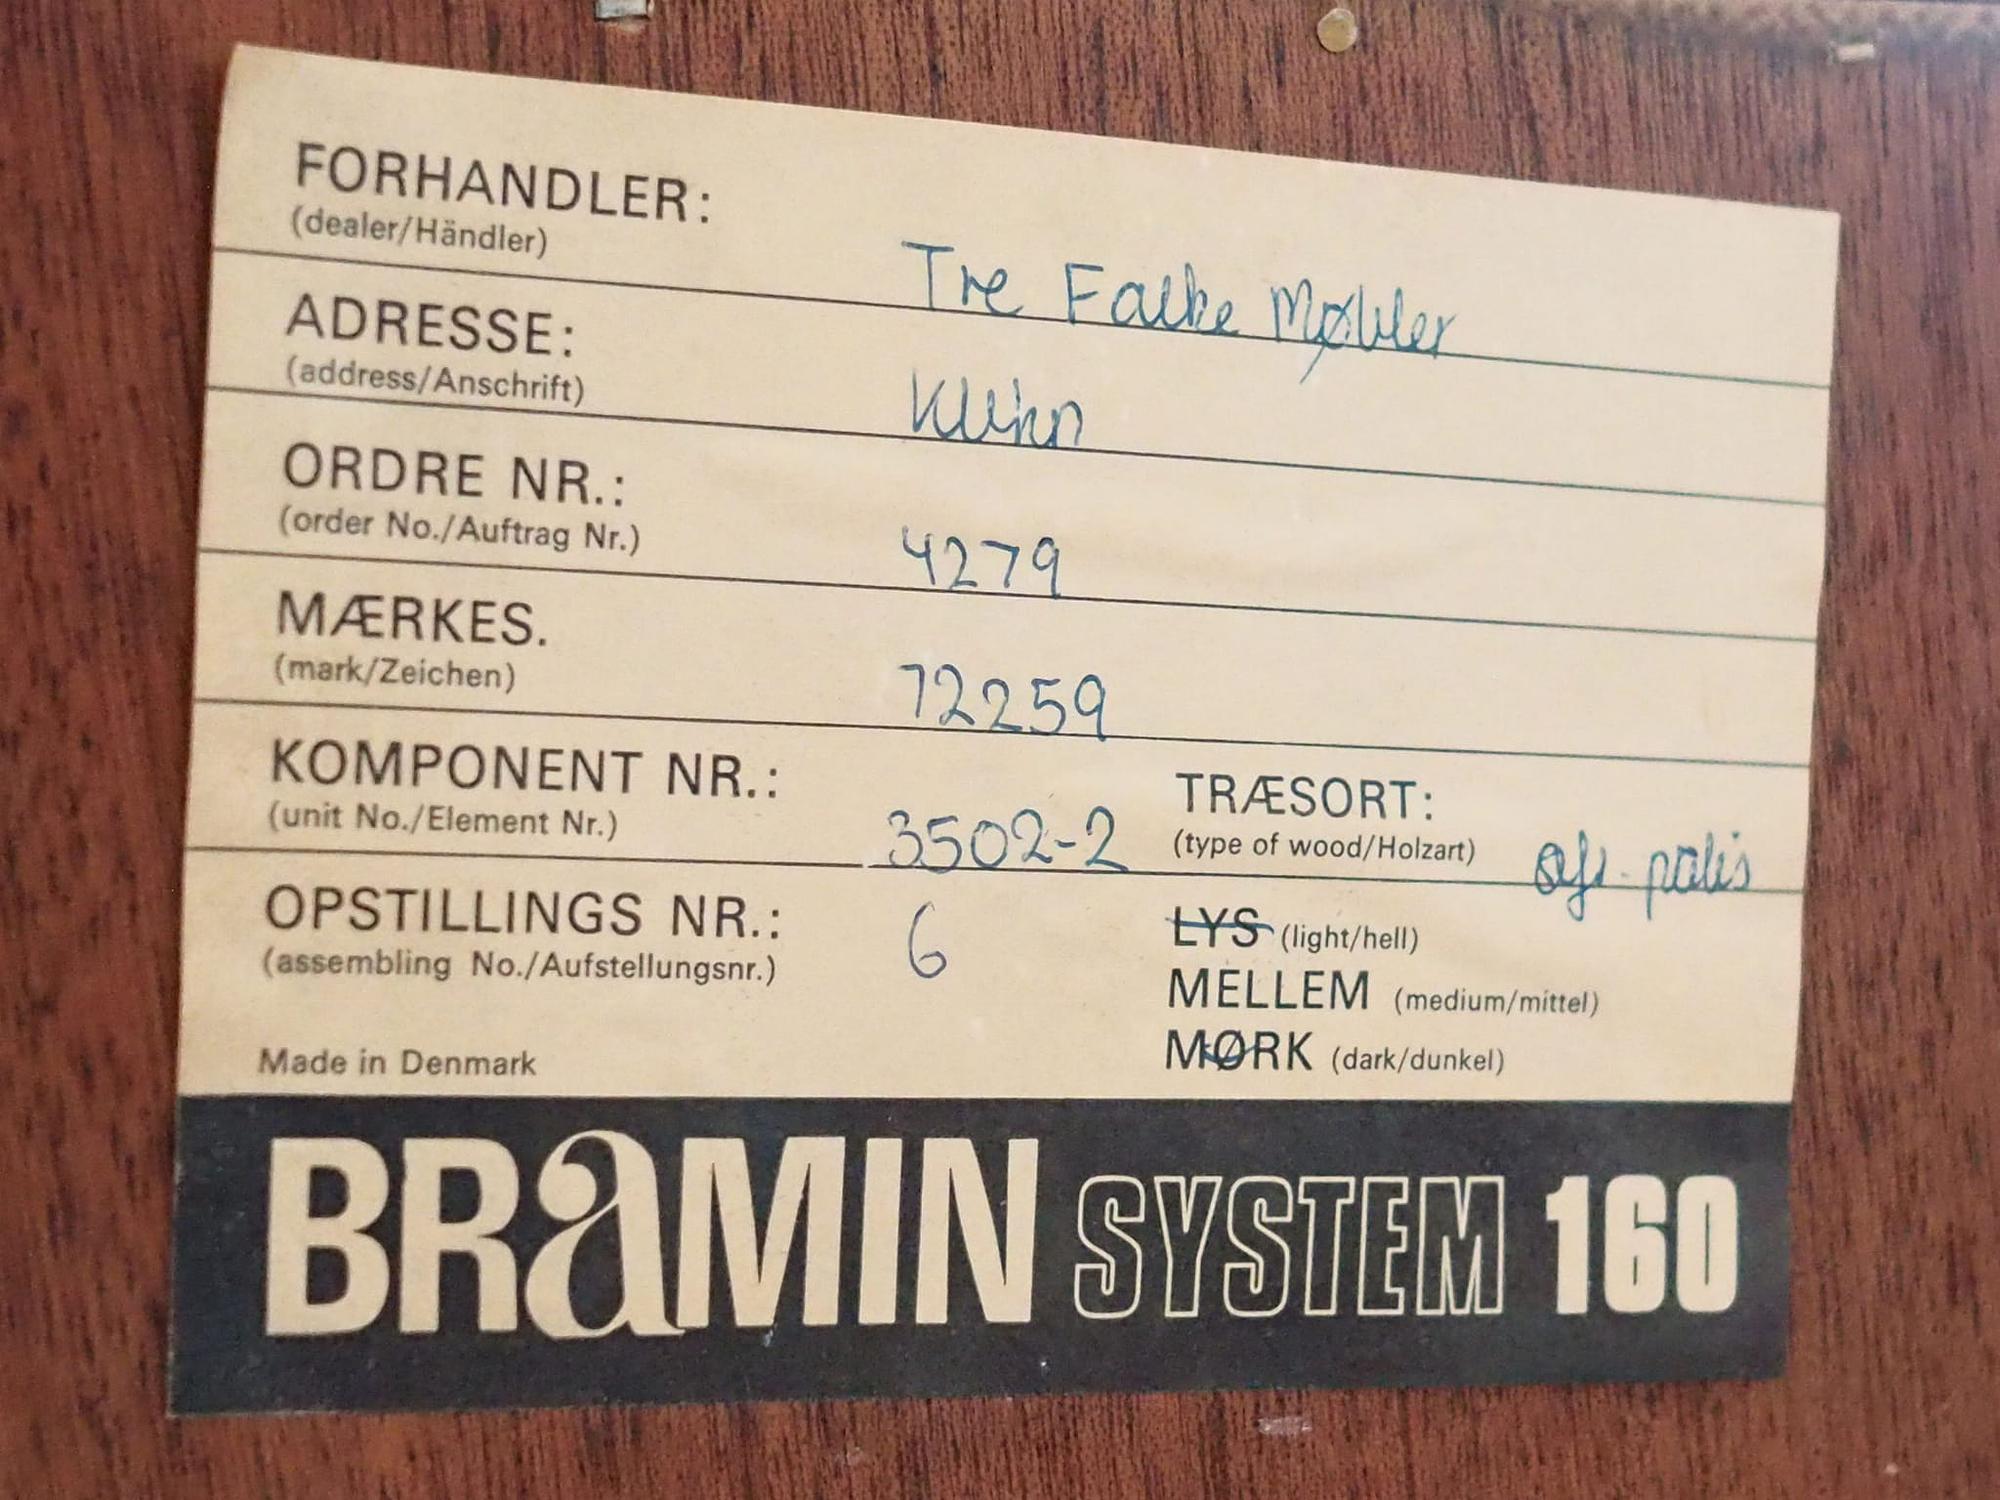 FORHANDLER:
(dealer/Händler)
Tre Falke Møbler
ADRESSE:
(address/Anschrift)
ORDRE NR.:
(order No./Auftrag Nr.)
4279
MÆRKES.
(mark/Zeichen)
72259
KOMPONENT NR.:
(unit No./Element Nr.)
3502-2
TRÆSORT:
(type of wood/Holzart)
OPSTILLINGS NR.:
(assembling No./Aufstellungsnr.)
6
LYS (light/hell)
MELLEM (medium/mittel)
MØRK (dark/dunkel)
Made in Denmark
BRaMIN SYSTEM 160